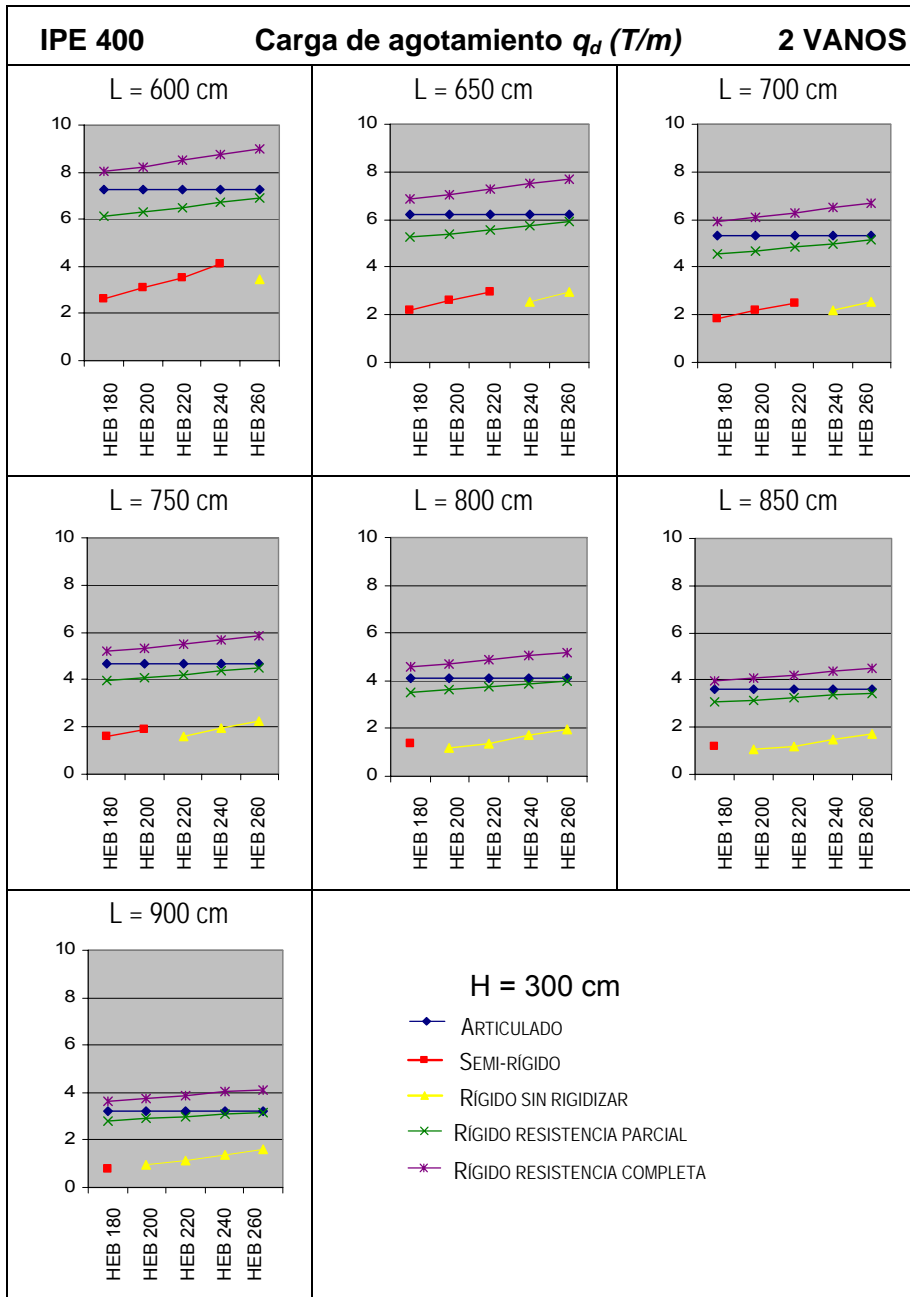 IPE 400 Carga de agotamiento qd (T/m) 2 VANOS
L = 600 cm
10
8
6
4
2
0
HEB 180
HEB 200
HEB 220
HEB 240
HEB 260
L = 650 cm
10
8
6
4
2
0
HEB 180
HEB 200
HEB 220
HEB 240
HEB 260
L = 700 cm
10
8
6
4
2
0
HEB 180
HEB 200
HEB 220
HEB 240
HEB 260
L = 750 cm
10
8
6
4
2
0
HEB 180
HEB 200
HEB 220
HEB 240
HEB 260
L = 800 cm
10
8
6
4
2
0
HEB 180
HEB 200
HEB 220
HEB 240
HEB 260
L = 850 cm
10
8
6
4
2
0
HEB 180
HEB 200
HEB 220
HEB 240
HEB 260
L = 900 cm
10
8
6
4
2
0
HEB 180
HEB 200
HEB 220
HEB 240
HEB 260
H = 300 cm
ARTICULADO
SEMI-RÍGIDO
RÍGIDO SIN RIGIDIZAR
RÍGIDO RESISTENCIA PARCIAL
RÍGIDO RESISTENCIA COMPLETA